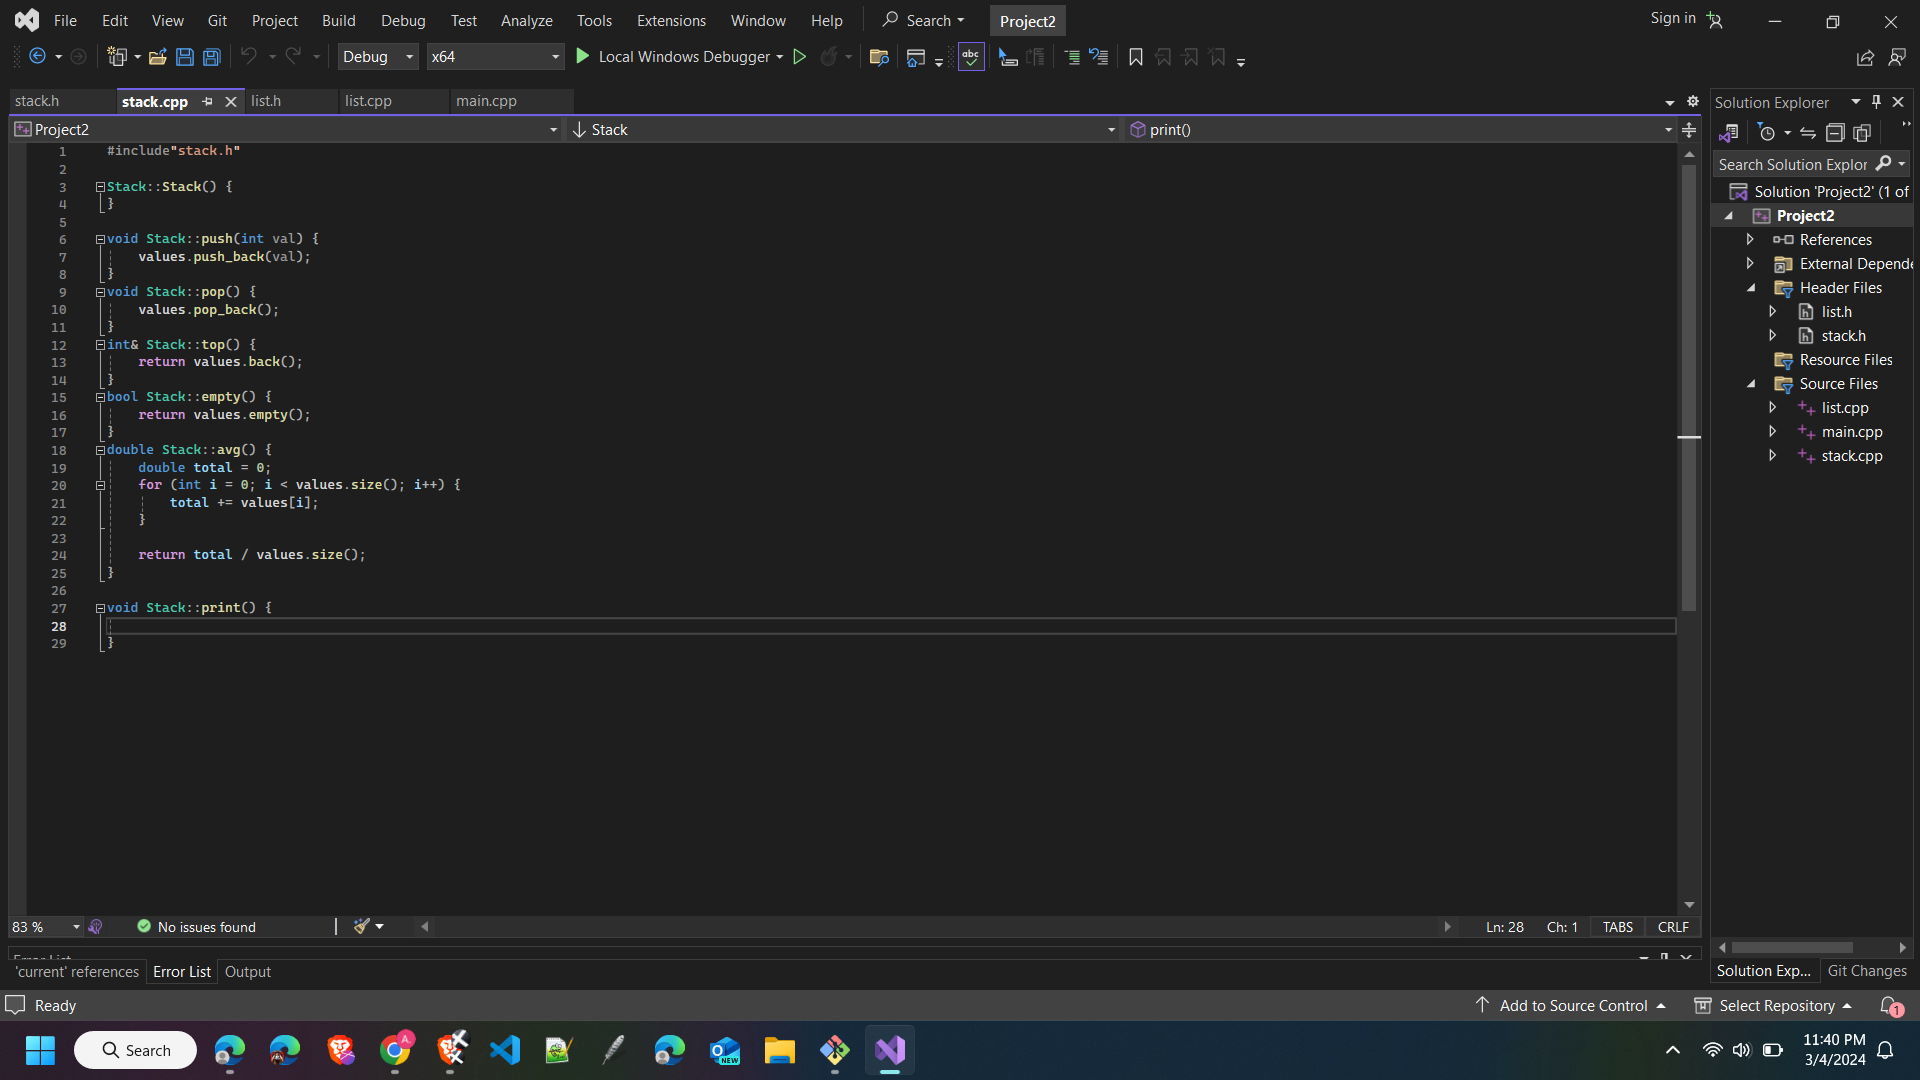 File Edit View Git Project Build Debug Test Analyze Tools Extensions Window Help Search Project2 Sign in
Debug x64 Local Windows Debugger abc
stack.h stack.cpp list.h list.cpp main.cpp
Project2 Stack print()
1 #include"stack.h"
2
3 Stack::Stack() {
4 }
5
6 void Stack::push(int val) {
7 values.push_back(val);
8 }
9 void Stack::pop() {
10 values.pop_back();
11 }
12 int& Stack::top() {
13 return values.back();
14 }
15 bool Stack::empty() {
16 return values.empty();
17 }
18 double Stack::avg() {
19 double total = 0;
20 for (int i = 0; i < values.size(); i++) {
21 total += values[i];
22 }
23
24 return total / values.size();
25 }
26
27 void Stack::print() {
28
29 }
83 % No issues found Ln: 28 Ch: 1 TABS CRLF
Error List
'current' references Error List Output
Solution Explorer
Search Solution Explor
Solution 'Project2' (1 of
Project2
References
External Depende
Header Files
list.h
stack.h
Resource Files
Source Files
list.cpp
main.cpp
stack.cpp
Solution Exp... Git Changes
Ready Add to Source Control Select Repository 1
Search A NEW 11:40 PM
3/4/2024